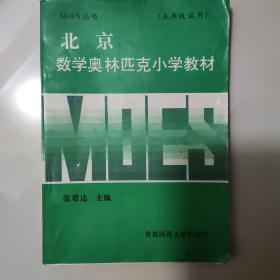 MOES丛书 (五年级试用)
北京
数学奥林匹克小学教材
MOES
张君达 主编
首都师范大学出版社